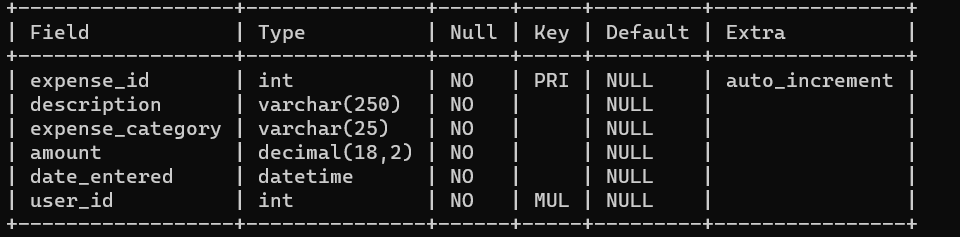 +------------------+---------------+------+-----+---------+----------------+
| Field            | Type          | Null | Key | Default | Extra          |
+------------------+---------------+------+-----+---------+----------------+
| expense_id       | int           | NO   | PRI | NULL    | auto_increment |
| description      | varchar(250)  | NO   |     | NULL    |                |
| expense_category | varchar(25)   | NO   |     | NULL    |                |
| amount           | decimal(18,2) | NO   |     | NULL    |                |
| date_entered     | datetime      | NO   |     | NULL    |                |
| user_id          | int           | NO   | MUL | NULL    |                |
+------------------+---------------+------+-----+---------+----------------+